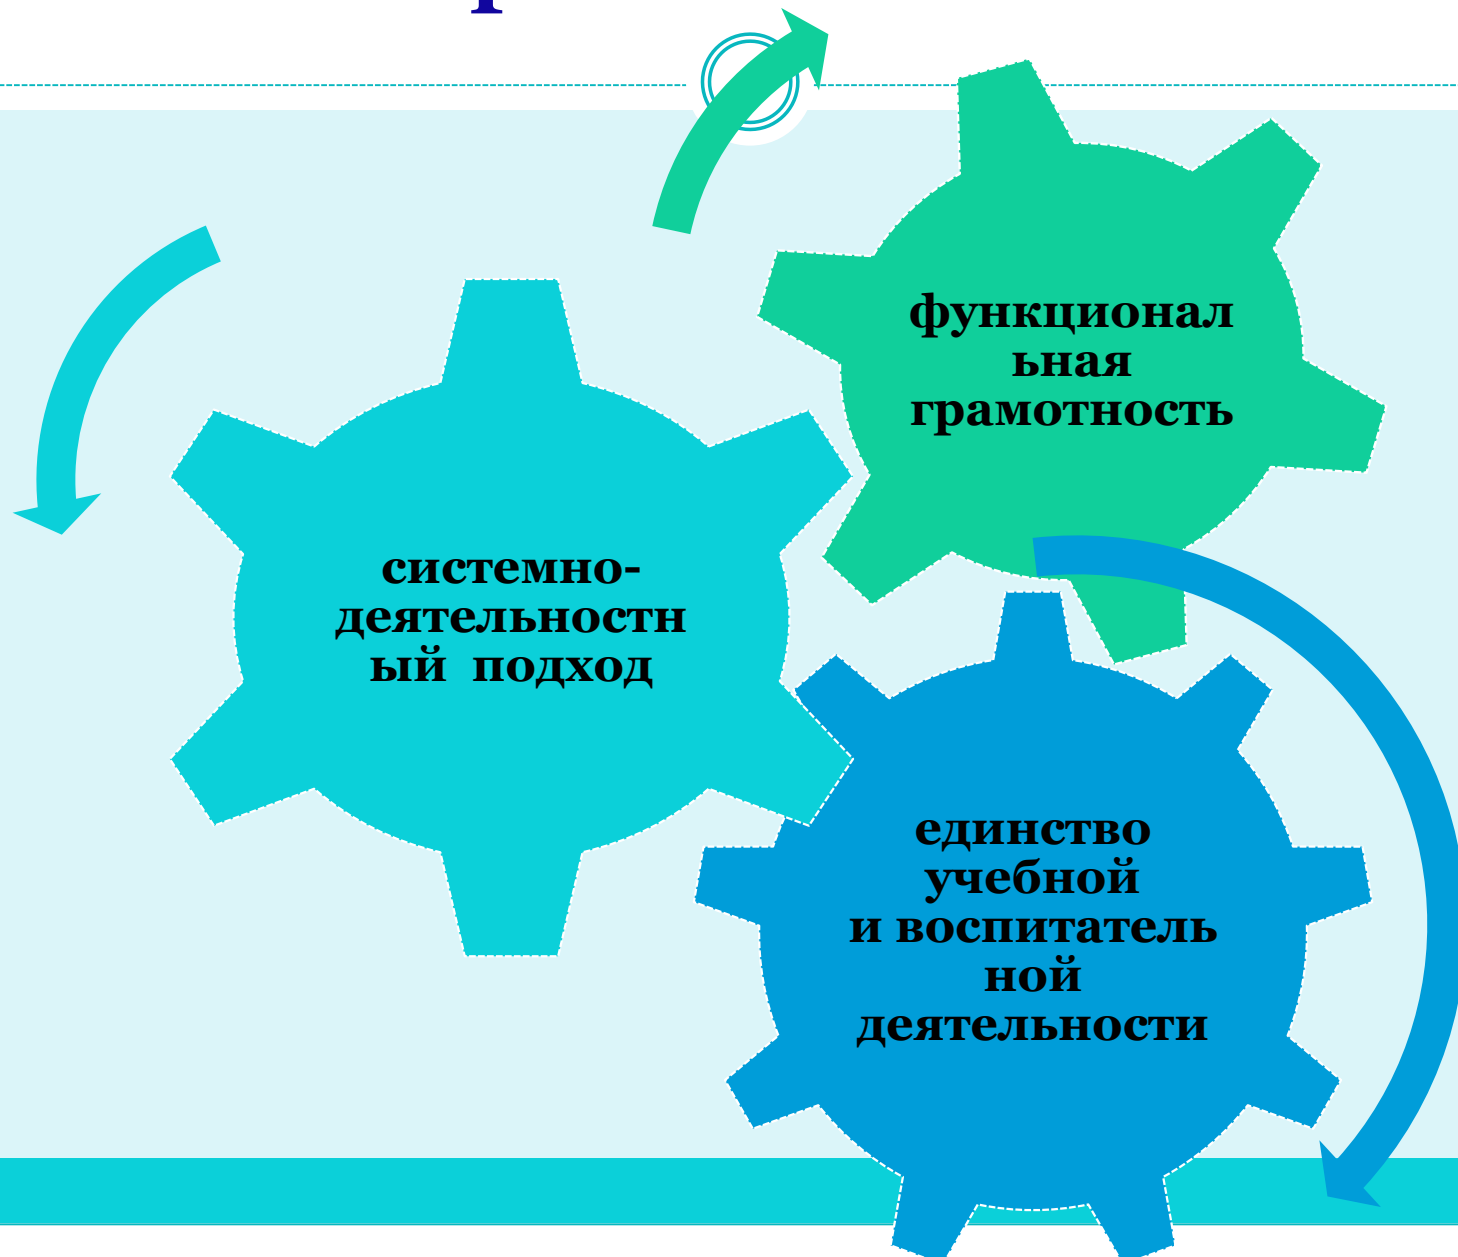 функционал
ьная
грамотность
системно-
деятельностн
ый подход
единство
учебной
и воспитатель
ной
деятельности